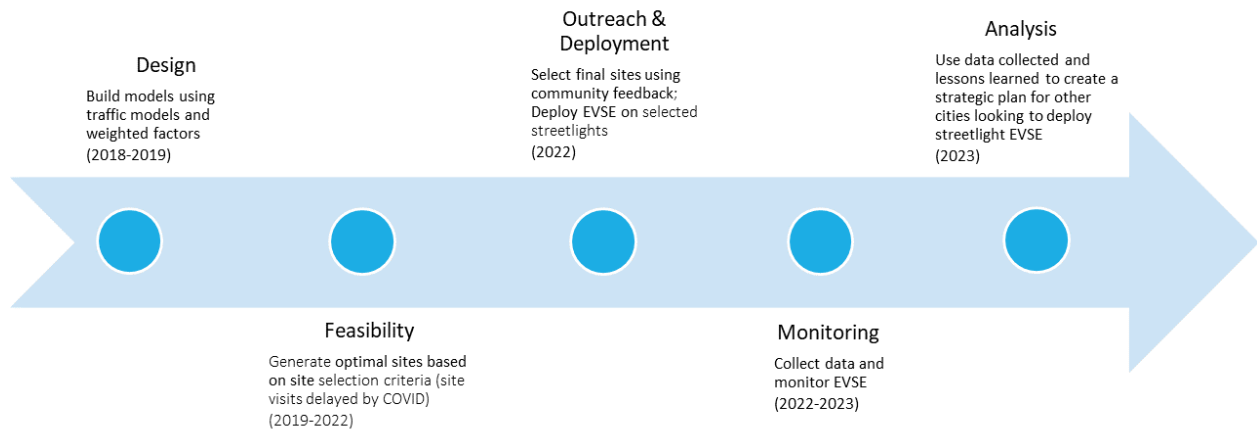 Design
Build models using
traffic models and
weighted factors
(2018-2019)
Feasibility
Generate optimal sites based
on site selection criteria (site
visits delayed by COVID)
(2019-2022)
Outreach &
Deployment
Select final sites using
community feedback;
Deploy EVSE on selected
streetlights
(2022)
Monitoring
Collect data and
monitor EVSE
(2022-2023)
Analysis
Use data collected and
lessons learned to create a
strategic plan for other
cities looking to deploy
streetlight EVSE
(2023)